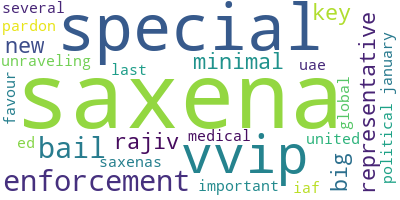 several
special
key
pardon
new
minimal
unraveling
last
uae
saxena
favour
global
representative
political january
rajiv
medical
united
bail
vvip
ed
saxenas
big
enforcement
important
iaf